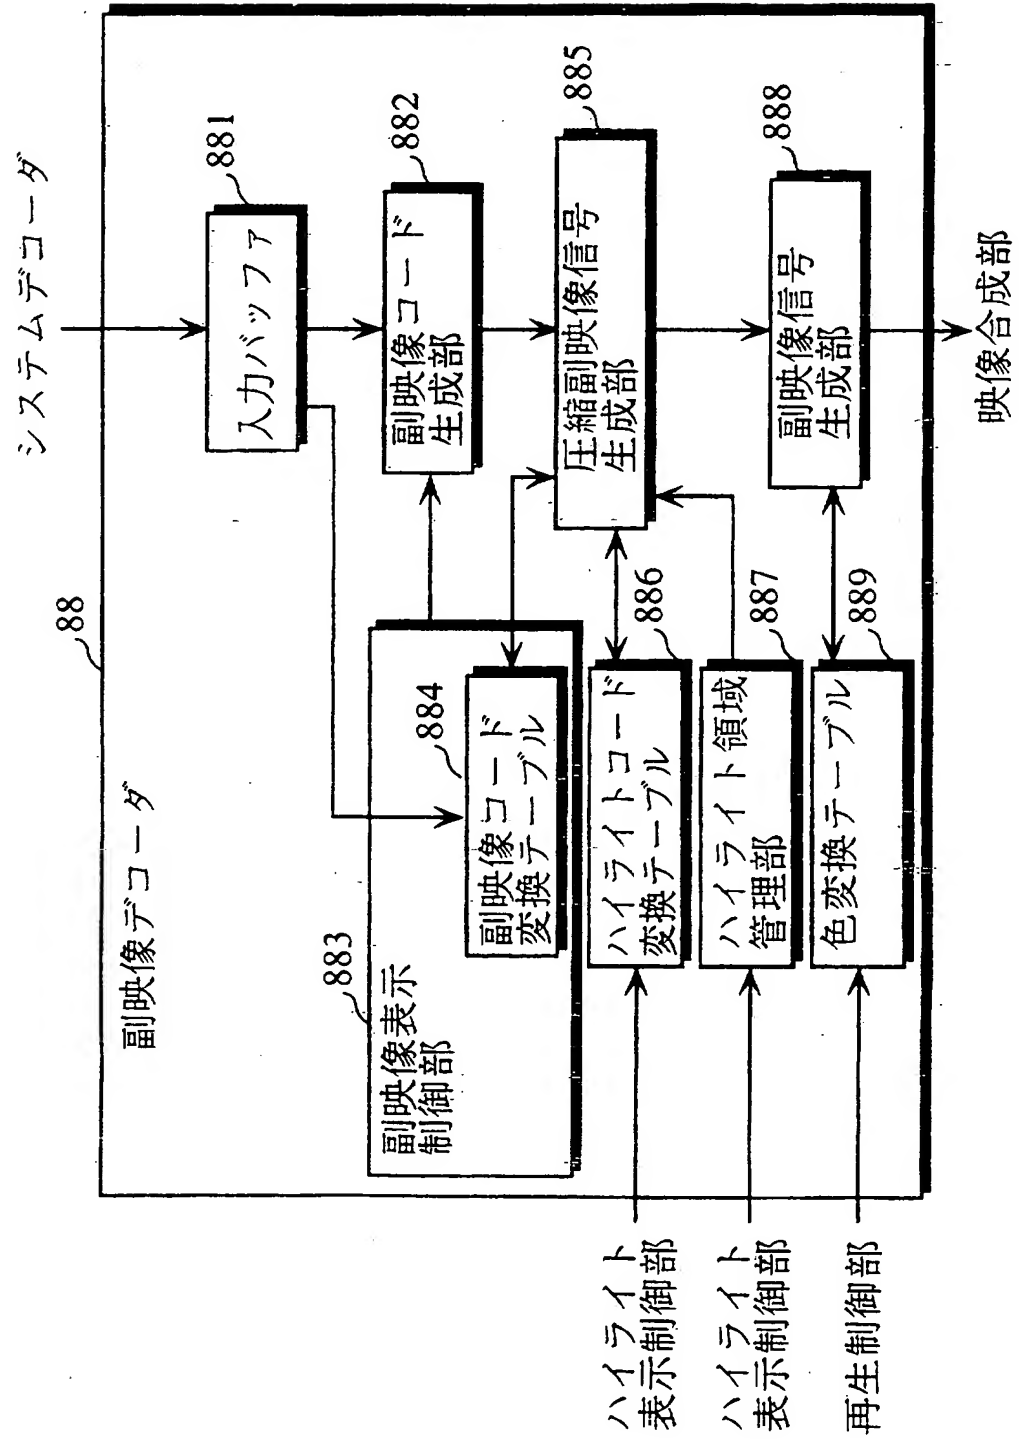 システムデコーダ
88
副映像デコーダ
881
入力バッファ
882
副映像コード
生成部
883
副映像表示
制御部
884
副映像コード
変換テーブル
885
圧縮副映像信号
生成部
886
ハイライトコード
変換テーブル
887
ハイライト領域
管理部
888
副映像信号
生成部
889
色変換テーブル
ハイライト
表示制御部
ハイライト
表示制御部
再生制御部
映像合成部